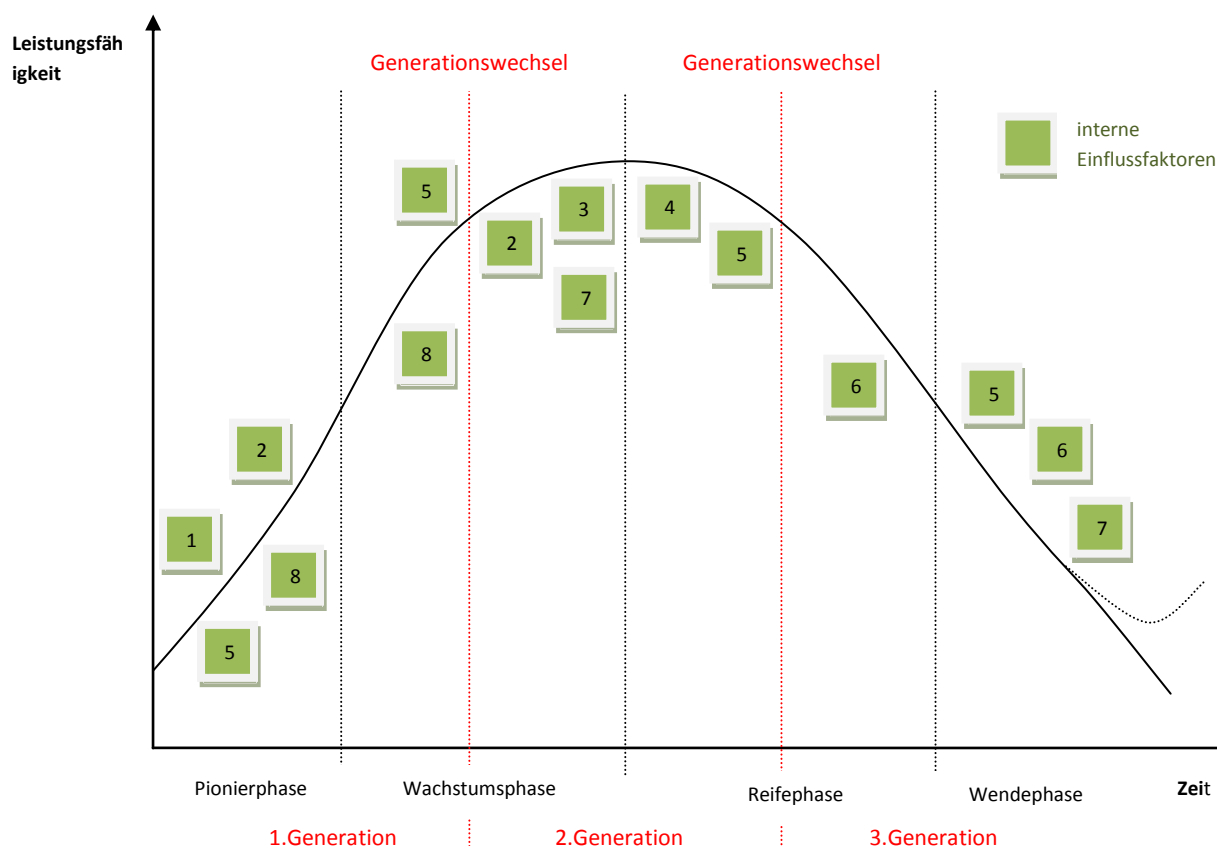 Leistungsfäh
igkeit
Generationswechsel
Generationswechsel
interne
Einflussfaktoren
5
3
4
2
5
7
8
6
5
2
6
7
1
8
5
Pionierphase
Wachstumsphase
Reifephase
Wendephase
Zeit
1.Generation
2.Generation
3.Generation